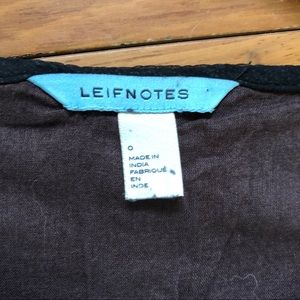 LEIFNOTES
0
MADE IN
INDIA
FABRIQUÉ
EN
INDE